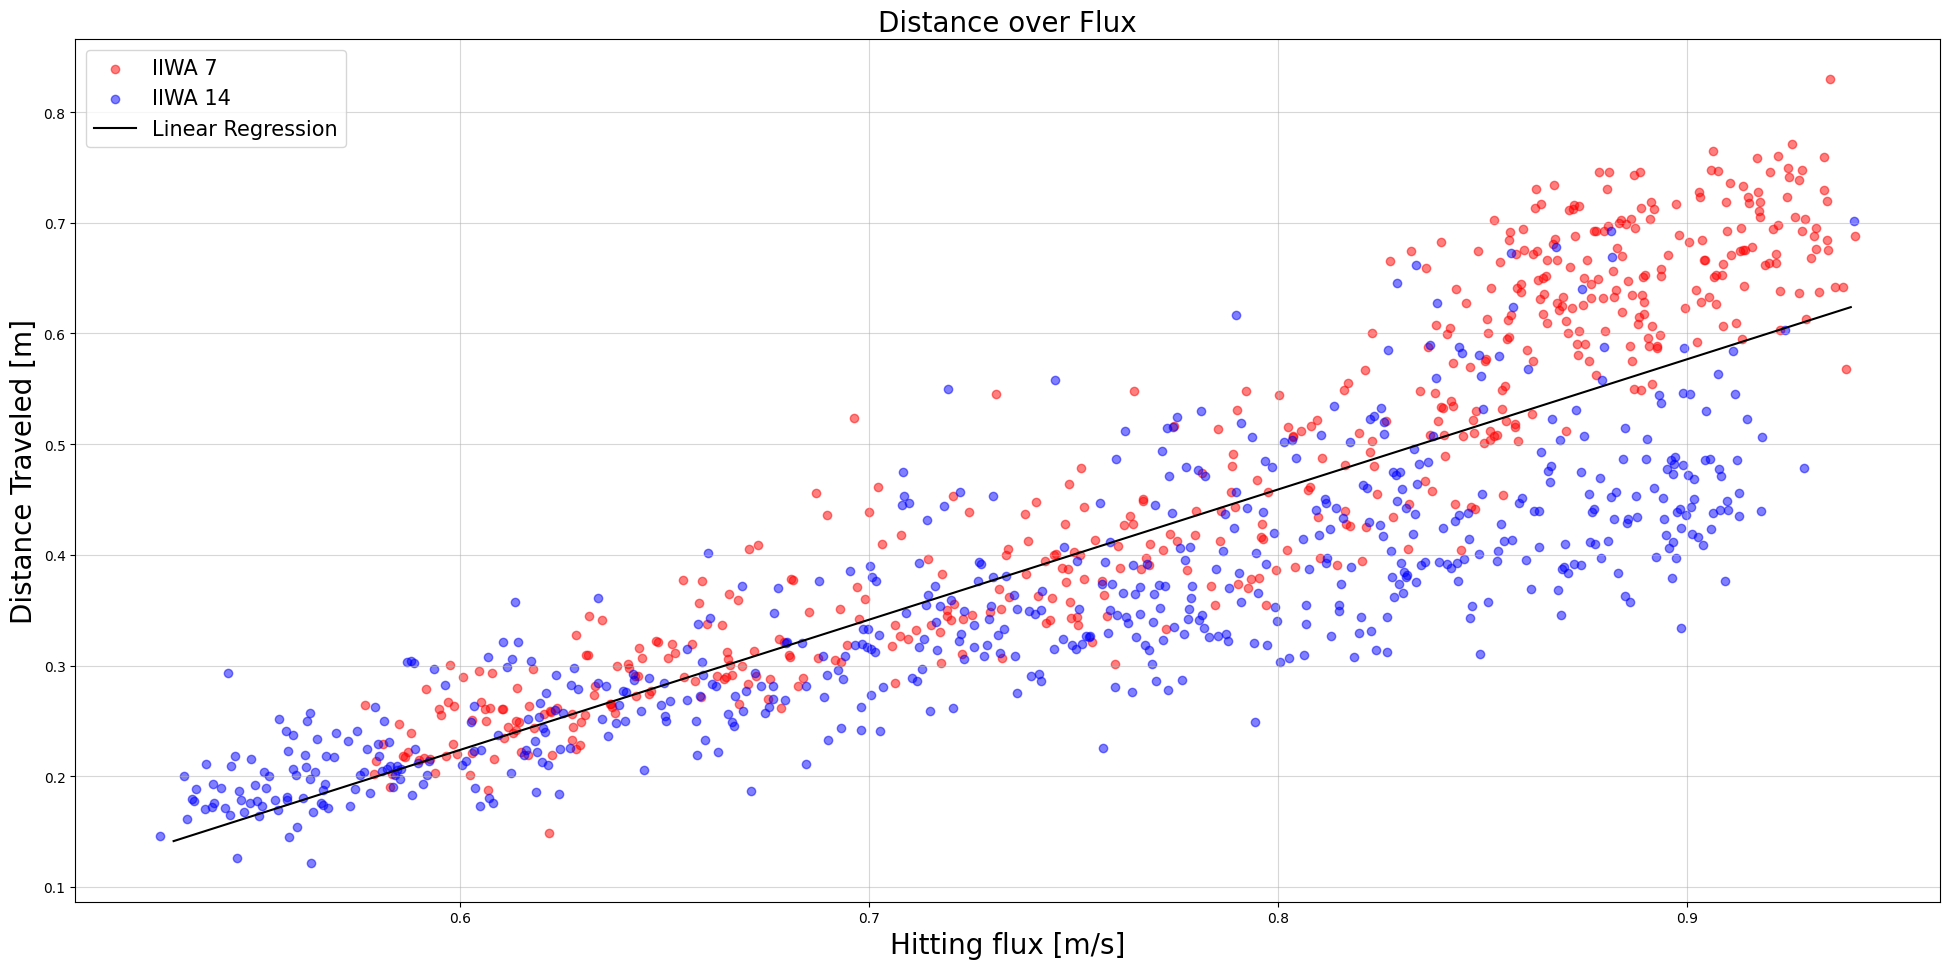 Distance over Flux
IIWA 7
IIWA 14
Linear Regression
Distance Traveled [m]
0.8
0.7
0.6
0.5
0.4
0.3
0.2
0.1
0.6
0.7
0.8
0.9
Hitting flux [m/s]